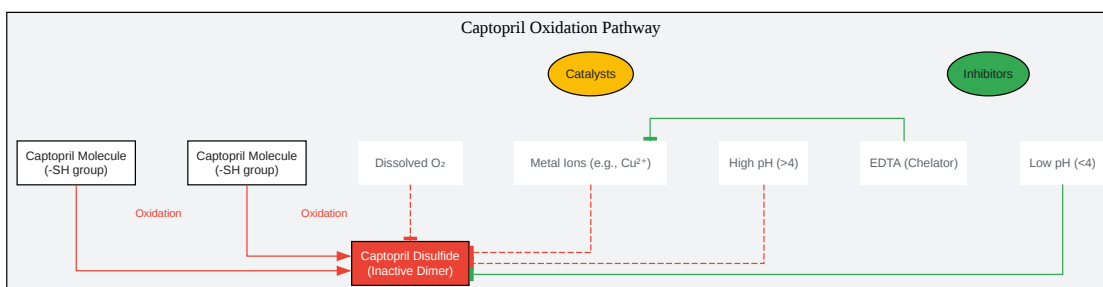 Captopril Oxidation Pathway
Catalysts
Inhibitors
Captopril Molecule
(-SH group)
Captopril Molecule
(-SH group)
Dissolved O₂
Metal Ions (e.g., Cu²⁺)
High pH (>4)
EDTA (Chelator)
Low pH (<4)
Oxidation
Oxidation
Captopril Disulfide
(Inactive Dimer)